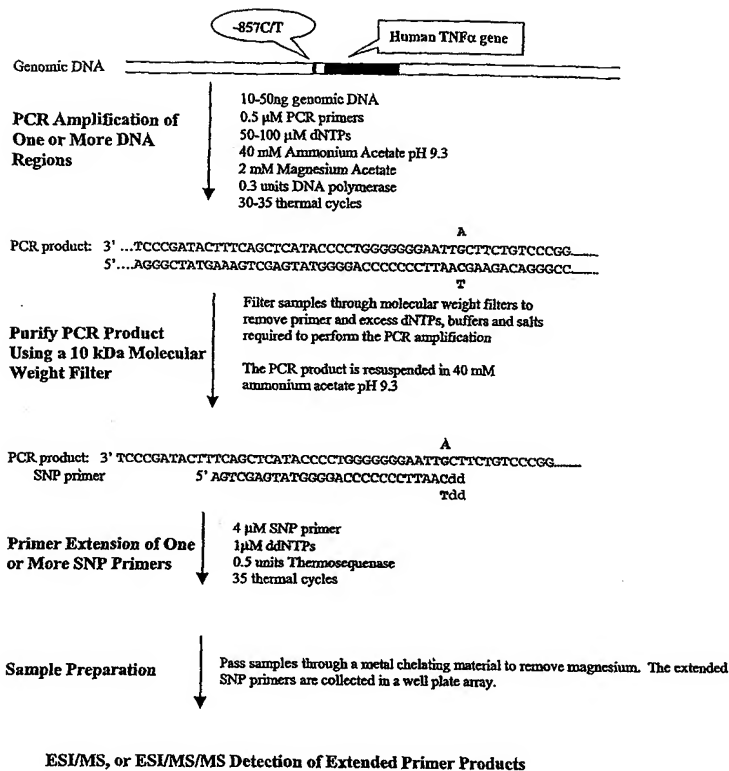 -857C/T
Human TNFα gene
Genomic DNA
PCR Amplification of
One or More DNA
Regions
10-50ng genomic DNA
0.5 µM PCR primers
50-100 µM dNTPs
40 mM Ammonium Acetate pH 9.3
2 mM Magnesium Acetate
0.3 units DNA polymerase
30-35 thermal cycles
A
PCR product: 3' ...TCCCGATACTTTCAGCTCATACCCCTGGGGGGGAATTGCTTCTGTCCCGG......
5'....AGGGCTATGAAAGTCGAGTATGGGGACCCCCCCTTAACGAAGACAGGGCC......
T
Purify PCR Product
Using a 10 kDa Molecular
Weight Filter
Filter samples through molecular weight filters to
remove primer and excess dNTPs, buffers and salts
required to perform the PCR amplification
The PCR product is resuspended in 40 mM
ammonium acetate pH 9.3
A
PCR product: 3' TCCCGATACTTTCAGCTCATACCCCTGGGGGGGAATTGCTTCTGTCCCGG......
SNP primer 5' AGTCGAGTATGGGGACCCCCCCTTAACdd
Tdd
Primer Extension of One
or More SNP Primers
4 µM SNP primer
1µM ddNTPs
0.5 units Thermosequenase
35 thermal cycles
Sample Preparation
Pass samples through a metal chelating material to remove magnesium. The extended
SNP primers are collected in a well plate array.
ESI/MS, or ESI/MS/MS Detection of Extended Primer Products